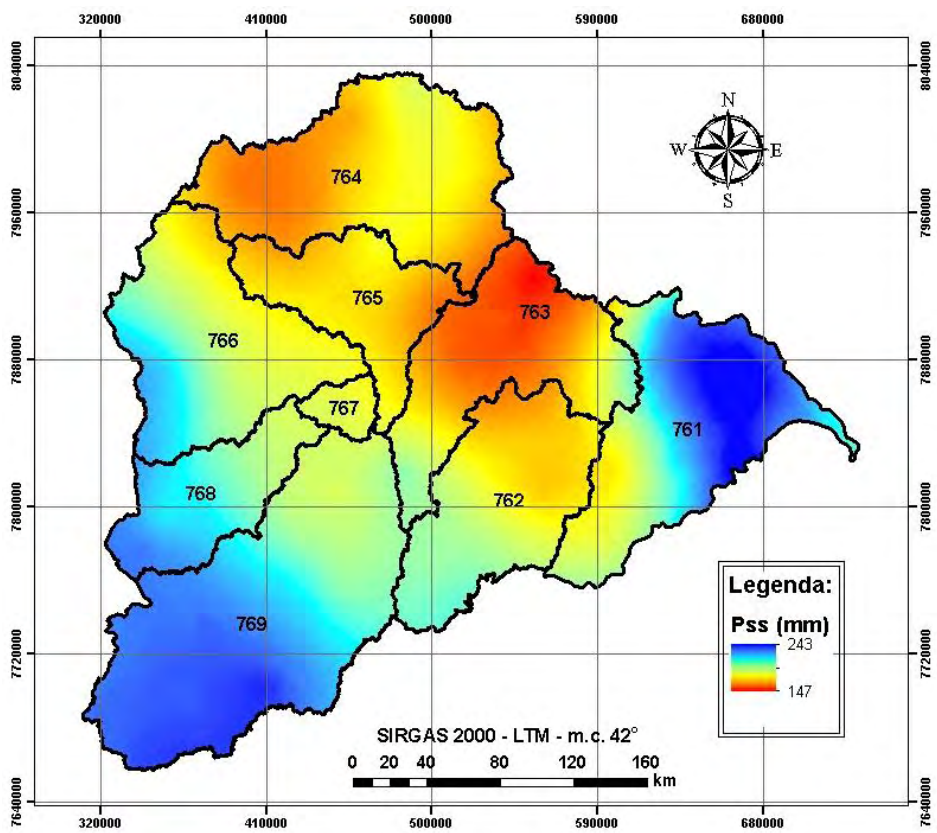 320000 410000 500000 590000 680000
8040000 8040000
N
W E
S
764
7960000 7960000
765
763
766
7880000 7880000
767
761
768
762
7800000 7800000
Legenda:
Pss (mm)
243
147
769
7720000 7720000
SIRGAS 2000 - LTM - m.c. 42°
0 20 40 80 120 160
km
7640000 7640000
320000 410000 500000 590000 680000